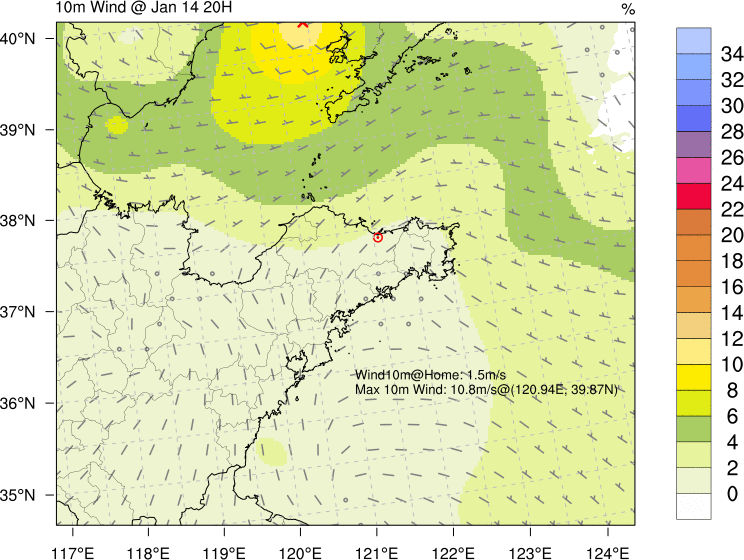 10m Wind @ Jan 14 20H
%
40°N
39°N
38°N
37°N
36°N
35°N
117°E
118°E
119°E
120°E
121°E
122°E
123°E
124°E
Wind10m@Home: 1.5m/s
Max 10m Wind: 10.8m/s@(120.94E, 39.87N)
34
32
30
28
26
24
22
20
18
16
14
12
10
8
6
4
2
0